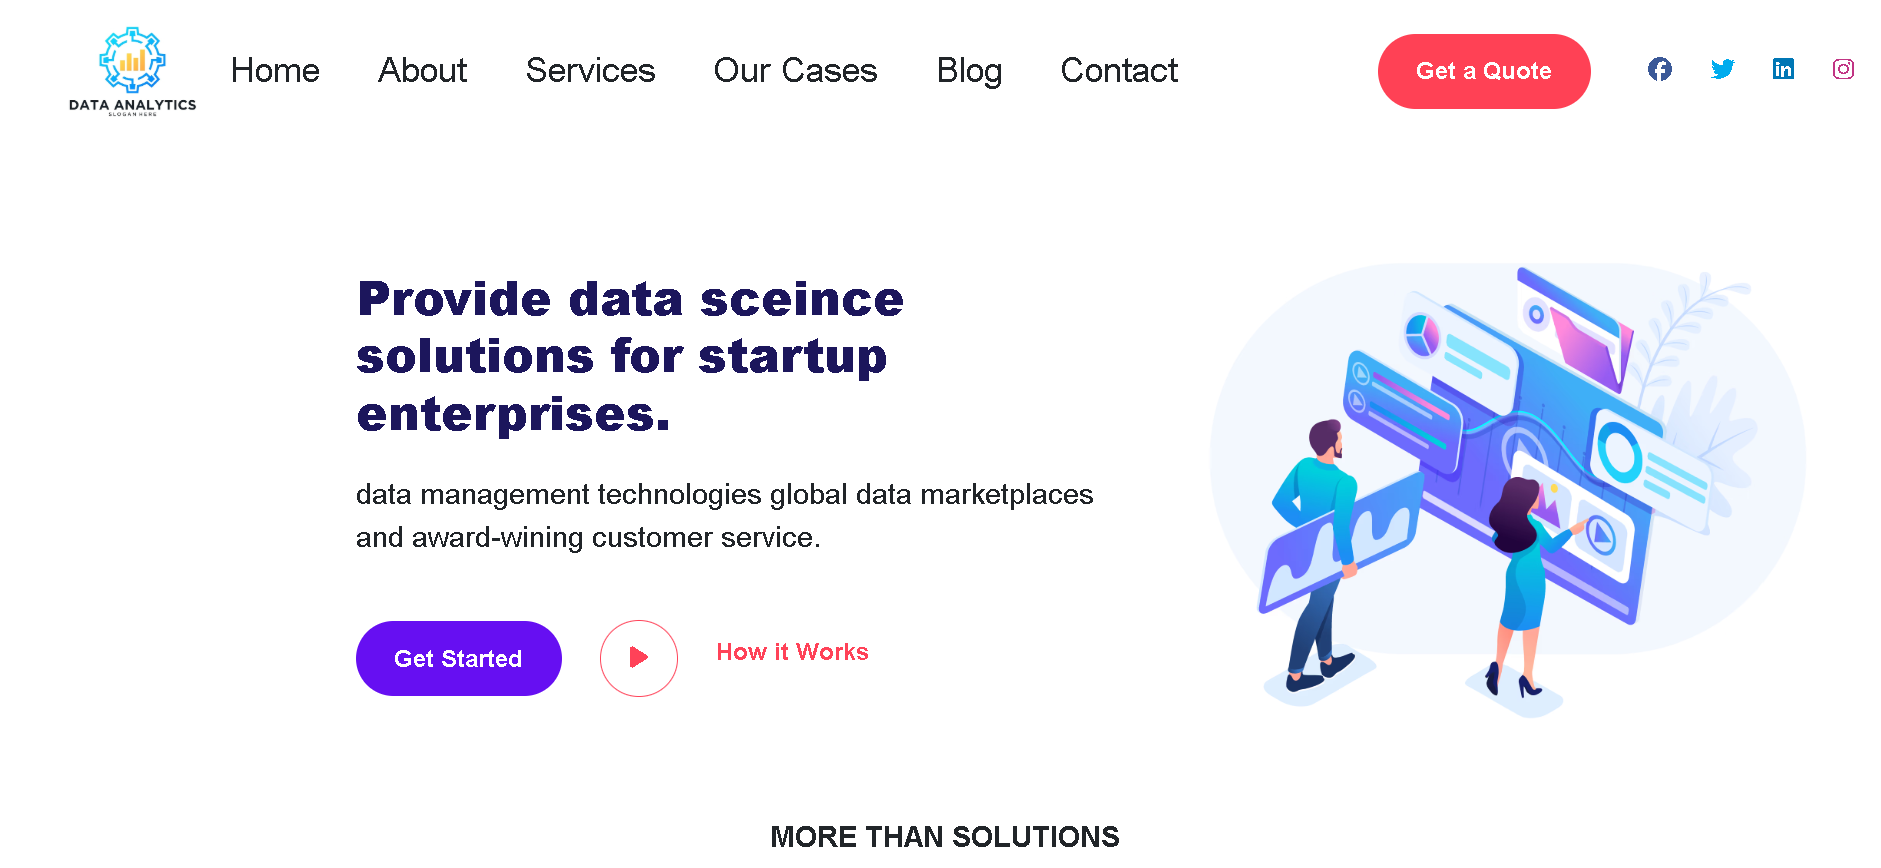 DATA ANALYTICS
SLOGAN HERE
Home About Services Our Cases Blog Contact Get a Quote
Provide data sceince
solutions for startup
enterprises.
data management technologies global data marketplaces
and award-wining customer service.
Get Started How it Works
MORE THAN SOLUTIONS